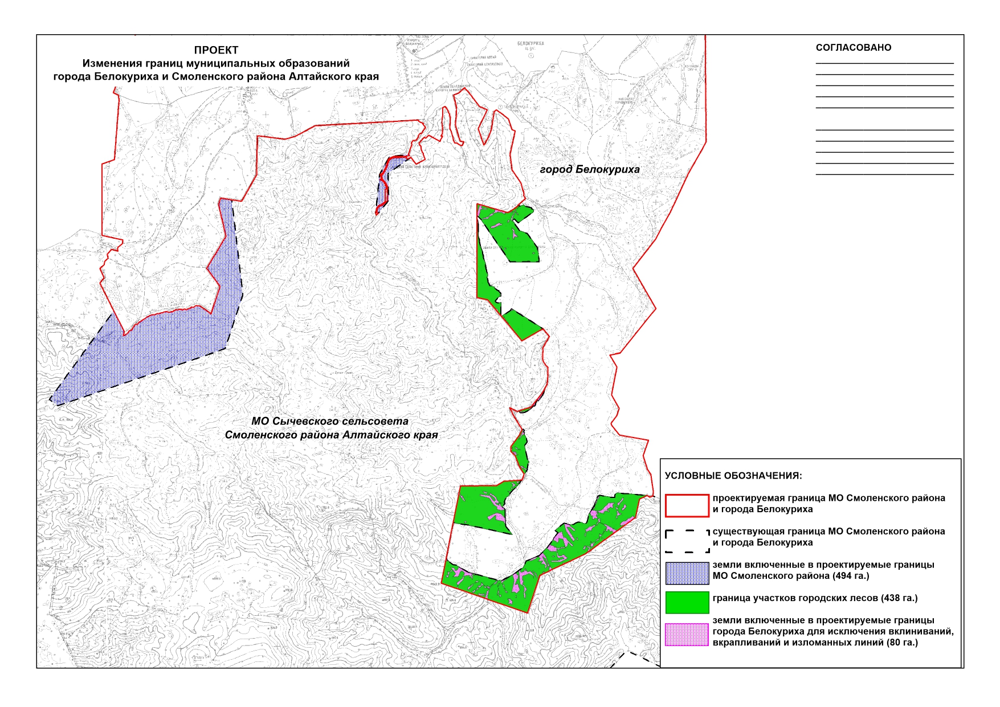 ПРОЕКТ
Изменения границ муниципальных образований
города Белокуриха и Смоленского района Алтайского края
СОГЛАСОВАНО
БЕЛОКУРИХА
САНАТОРИЙ АЛТАЙ
город Белокуриха
МО Сычевского сельсовета
Смоленского района Алтайского края
УСЛОВНЫЕ ОБОЗНАЧЕНИЯ:
проектируемая граница МО Смоленского района
и города Белокуриха
существующая граница МО Смоленского района
и города Белокуриха
земли включенные в проектируемые границы
МО Смоленского района (494 га.)
граница участков городских лесов (438 га.)
земли включенные в проектируемые границы
города Белокуриха для исключения вклиниваний,
вкрапливаний и изломанных линий (80 га.)